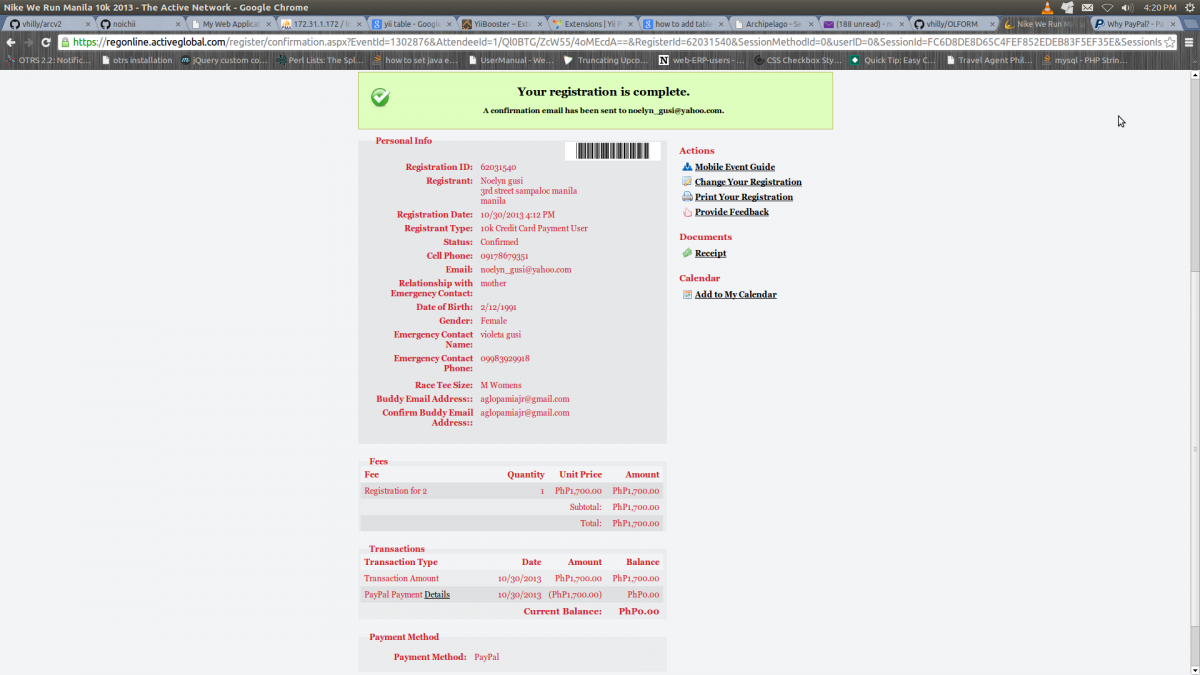 Nike We Run Manila 10k 2013 - The Active Network - Google Chrome
4:20 PM
vhilly/arcv2
noichii
My Web Applicat
172.31.1.172 / lo
yii table - Google
YiiBooster – Exte
Extensions | Yii P
how to add table
Archipelago - Se
(188 unread) - no
vhilly/OLFORM
Nike We Run Ma
Why PayPal? - Pa
https://regonline.activeglobal.com/register/confirmation.aspx?EventId=1302876&AttendeeId=1/Ql0BTG/ZcW55/4oMEcdA==&RegisterId=62031540&SessionMethodId=0&userID=0&SessionId=FC6D8DE8D65C4FEF852EDEB83F5EF35E&SessionIs
OTRS 2.2: Notific...
otrs installation
jQuery custom co...
Perl Lists: The Spl...
how to set java e...
UserManual - We...
Truncating Upco...
web-ERP-users - ...
CSS Checkbox Sty...
Quick Tip: Easy C...
Travel Agent Phil...
mysql - PHP Strin...
Your registration is complete.
A confirmation email has been sent to noelyn_gusi@yahoo.com.
Personal Info
Registration ID: 62031540
Registrant: Noelyn gusi
3rd street sampaloc manila
manila
Registration Date: 10/30/2013 4:12 PM
Registrant Type: 10k Credit Card Payment User
Status: Confirmed
Cell Phone: 09178679351
Email: noelyn_gusi@yahoo.com
Relationship with mother
Emergency Contact:
Date of Birth: 2/12/1991
Gender: Female
Emergency Contact violeta gusi
Name:
Emergency Contact 09983929918
Phone:
Race Tee Size: M Womens
Buddy Email Address:: aglopamiajr@gmail.com
Confirm Buddy Email aglopamiajr@gmail.com
Address::
Actions
Mobile Event Guide
Change Your Registration
Print Your Registration
Provide Feedback
Documents
Receipt
Calendar
Add to My Calendar
Fees
Fee Quantity Unit Price Amount
Registration for 2 1 PhP1,700.00 PhP1,700.00
Subtotal: PhP1,700.00
Total: PhP1,700.00
Transactions
Transaction Type Date Amount Balance
Transaction Amount 10/30/2013 PhP1,700.00 PhP1,700.00
PayPal Payment Details 10/30/2013 (PhP1,700.00) PhP0.00
Current Balance: PhP0.00
Payment Method
Payment Method: PayPal